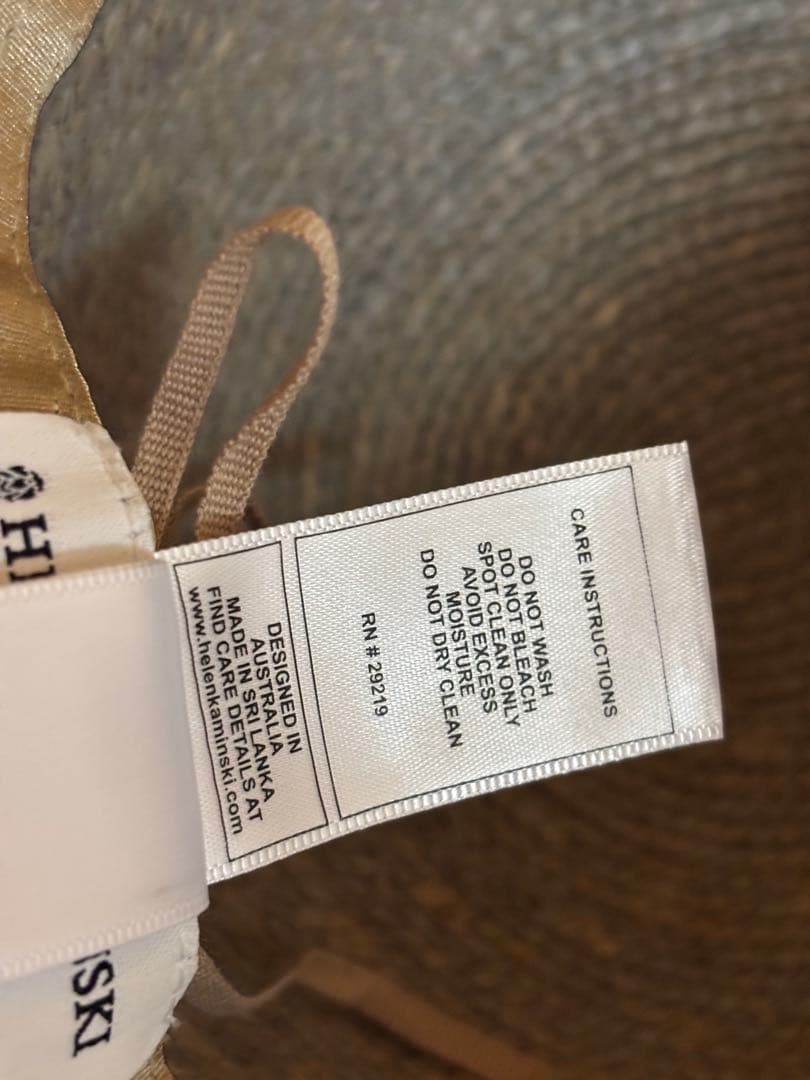 CARE INSTRUCTIONS
DO NOT WASH
DO NOT BLEACH
SPOT CLEAN ONLY
AVOID EXCESS
MOISTURE
DO NOT DRY CLEAN
RN # 29219
DESIGNED IN
AUSTRALIA
MADE IN SRI LANKA
FIND CARE DETAILS AT
www.helenkaminski.com